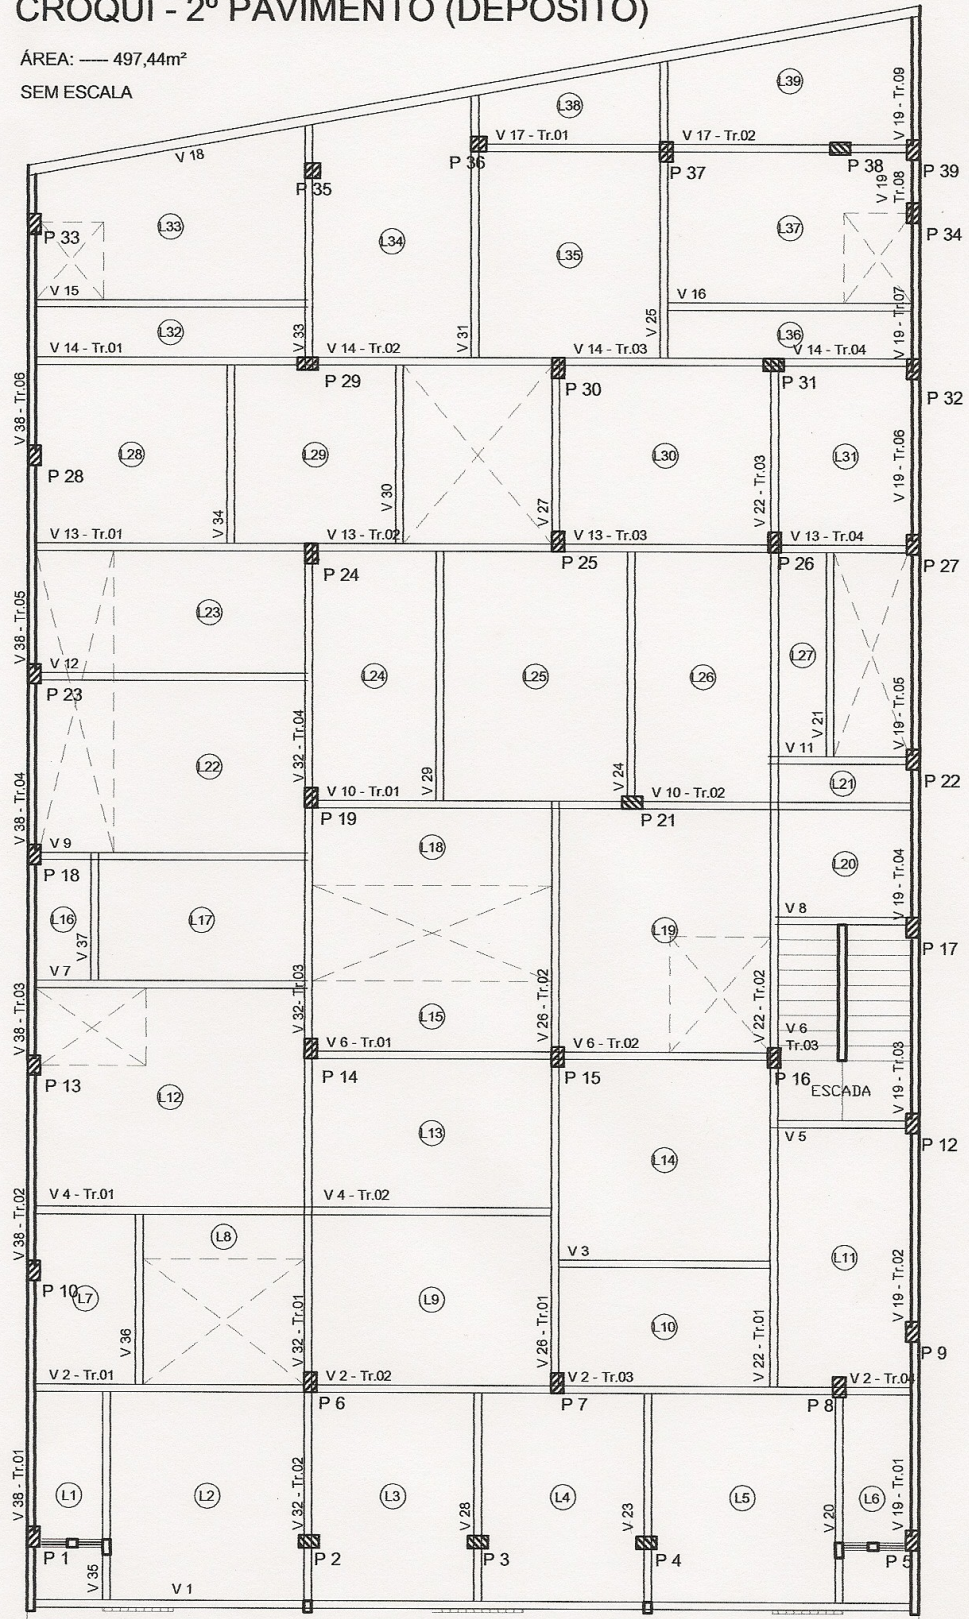 CROQUI - 2º PAVIMENTO (DEPÓSITO)
ÁREA: ----- 497,44m²
SEM ESCALA
L39
V 19 - Tr.09
L38
V 17 - Tr.01
V 17 - Tr.02
V 18
P 36
P 37
P 38
P 39
P 35
V 19
Tr.08
P 33
L33
L34
L35
L37
P 34
V 15
V 16
L32
V 33
V 31
V 25
L36
V 19 - Tr.07
V 14 - Tr.01
V 14 - Tr.02
V 14 - Tr.03
V 14 - Tr.04
P 29
P 30
P 31
P 32
V 38 - Tr.06
P 28
L28
L29
L30
L31
V 34
V 30
V 27
V 22 - Tr.03
V 19 - Tr.06
V 13 - Tr.01
V 13 - Tr.02
V 13 - Tr.03
V 13 - Tr.04
P 24
P 25
P 26
P 27
V 38 - Tr.05
L23
L27
V 12
P 23
L24
L25
L26
V 32 - Tr.04
V 21
V 19 - Tr.05
V 11
L22
V 29
V 24
L21
P 22
V 38 - Tr.04
V 10 - Tr.01
V 10 - Tr.02
P 19
P 21
V 9
L18
L20
P 18
V 19 - Tr.04
L16
V 37
L17
L19
V 8
P 17
V 7
V 38 - Tr.03
V 32- Tr.03
L15
V 26 - Tr.02
V 22 - Tr.02
V 6
Tr.03
V 6 - Tr.01
V 6 - Tr.02
P 13
P 14
P 15
P 16
ESCADA
V 19 - Tr.03
L12
L13
L14
V 5
P 12
V 38 - Tr.02
V 4 - Tr.01
V 4 - Tr.02
L8
V 3
L11
P 10
L7
L9
L10
V 19 - Tr.02
V 36
V 32 - Tr.01
V 26 - Tr.01
V 22 - Tr.01
P 9
V 2 - Tr.01
V 2 - Tr.02
V 2 - Tr.03
V 2 - Tr.04
P 6
P 7
P 8
V 38 - Tr.01
L1
L2
V 32 - Tr.02
L3
V 28
L4
V 23
L5
V 20
L6
V 19 - Tr.01
P 1
P 2
P 3
P 4
P 5
V 35
V 1